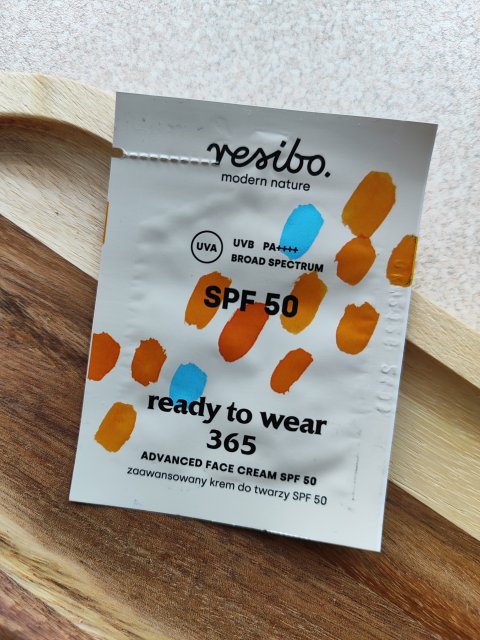 resibo.
modern nature
UVA
UVB PA++++
BROAD SPECTRUM
SPF 50
ready to wear
365
ADVANCED FACE CREAM SPF 50
zaawansowany krem do twarzy SPF 50